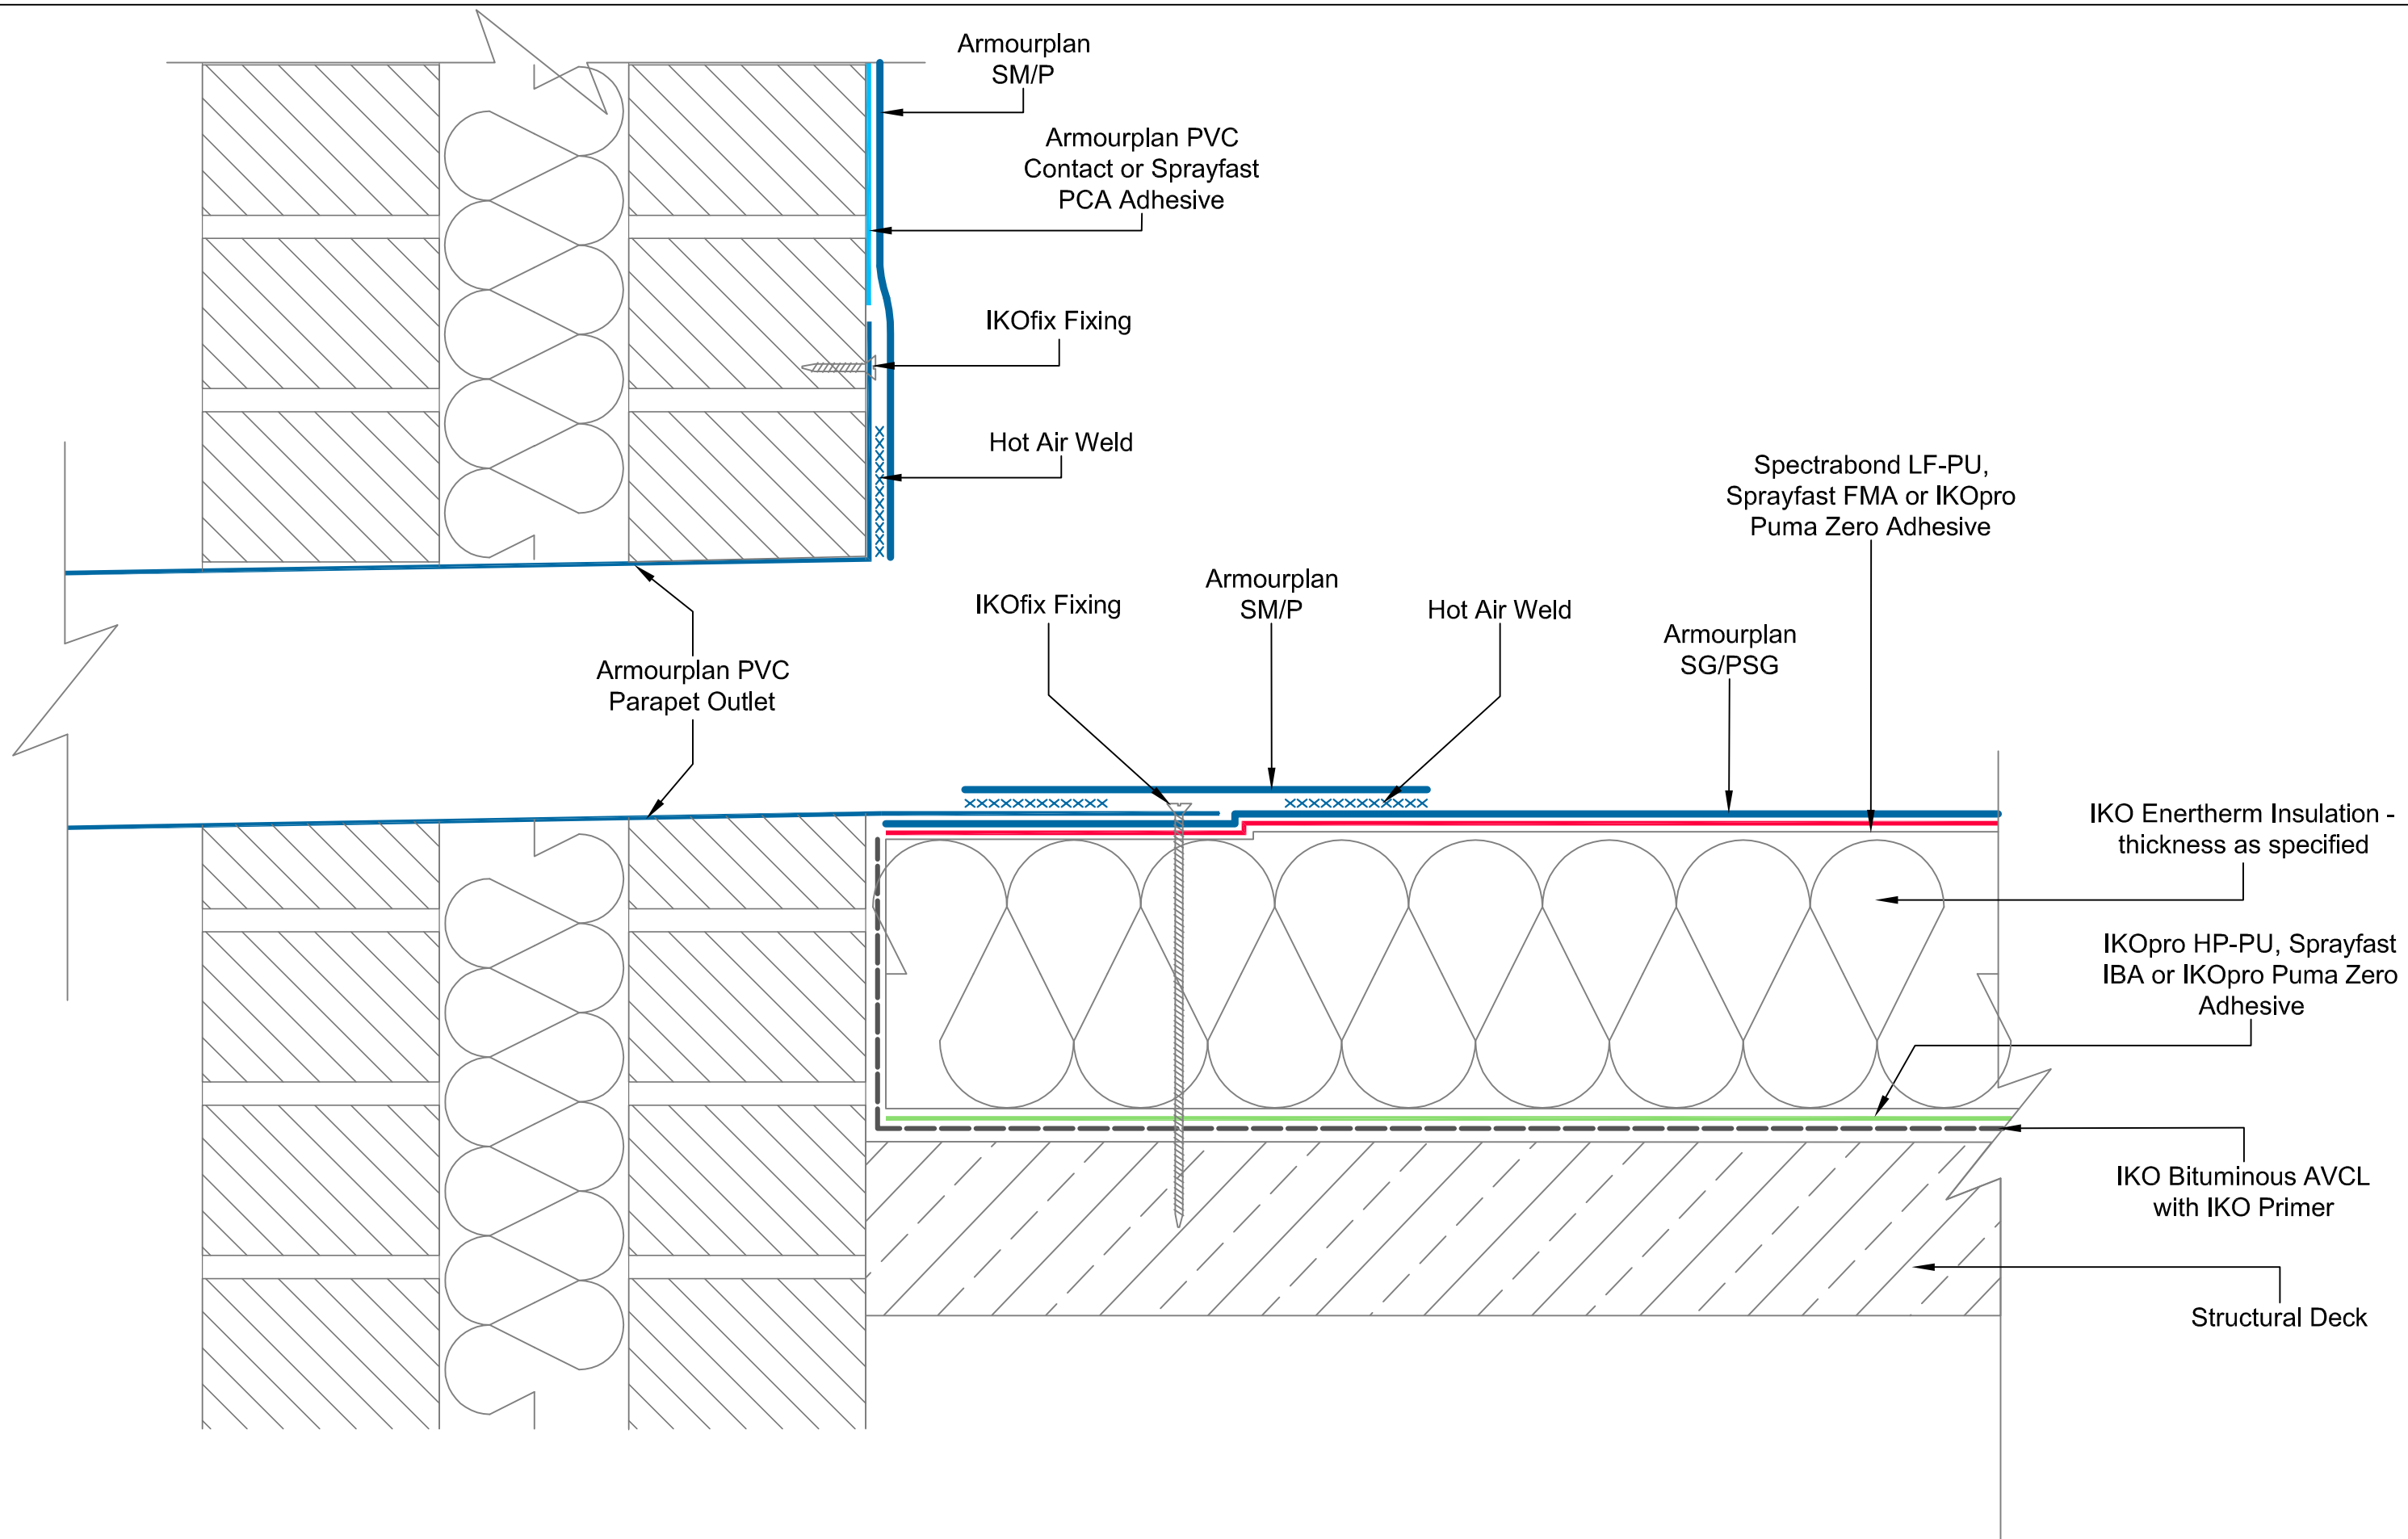 Armourplan
SM/P
Armourplan PVC
Contact or Sprayfast
PCA Adhesive
IKOfix Fixing
Hot Air Weld
Spectrabond LF-PU,
Sprayfast FMA or IKOpro
Puma Zero Adhesive
IKOfix Fixing
Armourplan
SM/P
Hot Air Weld
Armourplan
SG/PSG
Armourplan PVC
Parapet Outlet
IKO Enertherm Insulation -
thickness as specified
IKOpro HP-PU, Sprayfast
IBA or IKOpro Puma Zero
Adhesive
IKO Bituminous AVCL
with IKO Primer
Structural Deck